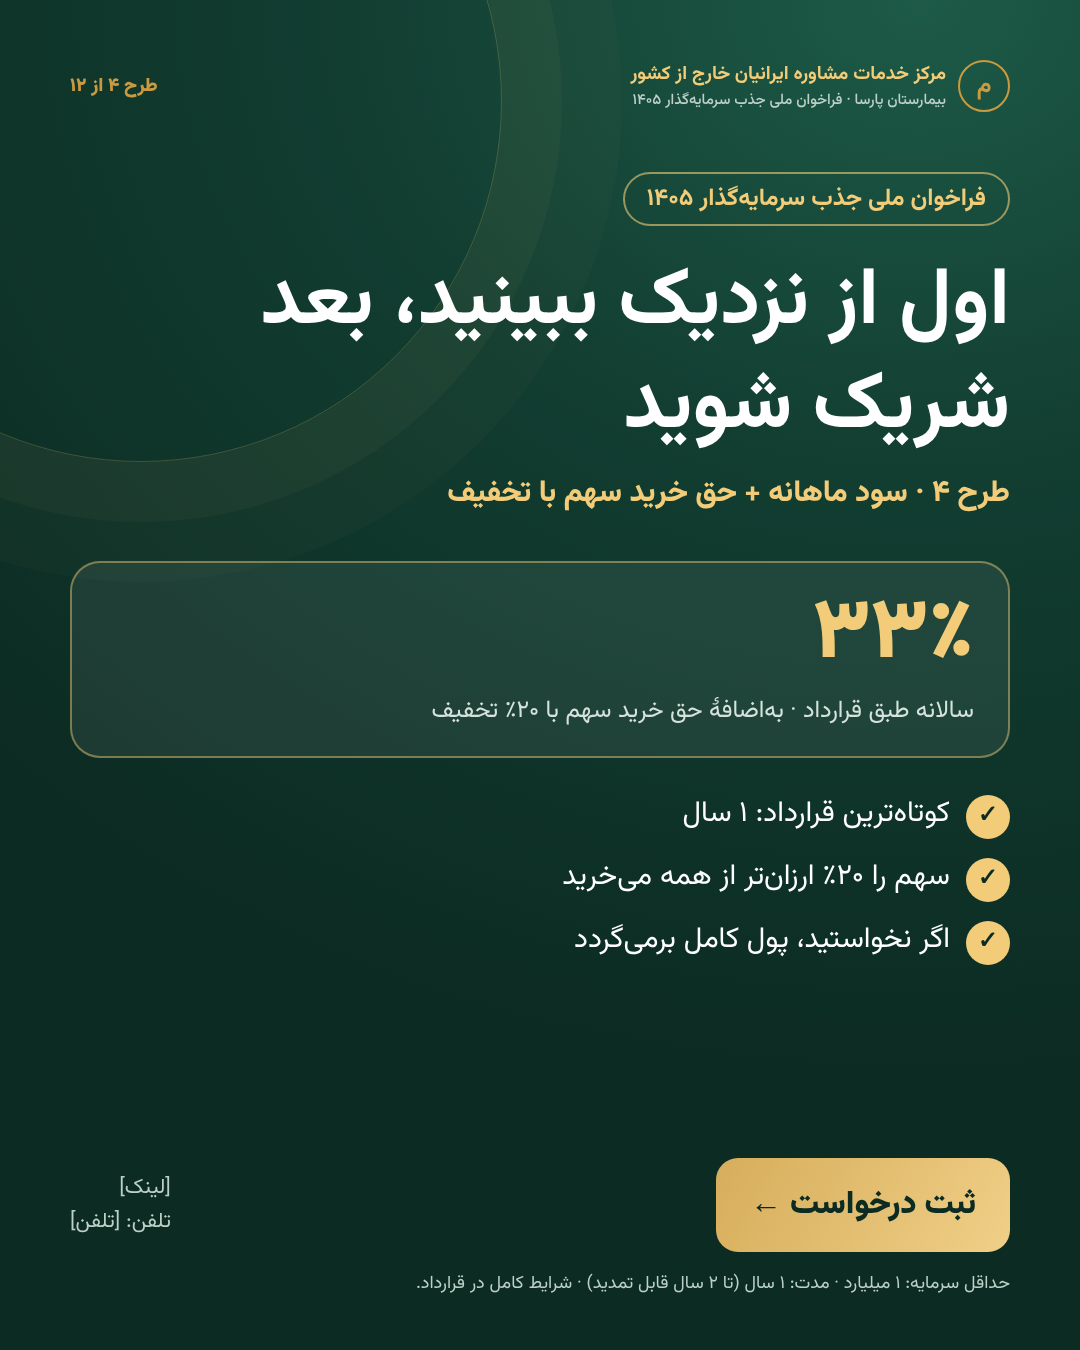 م
مرکز خدمات مشاوره ایرانیان خارج از کشور
بیمارستان پارسا · فراخوان ملی جذب سرمایه‌گذار ۱۴۰۵
طرح ۴ از ۱۲
فراخوان ملی جذب سرمایه‌گذار ۱۴۰۵
اول از نزدیک ببینید، بعد
شریک شوید
طرح ۴ · سود ماهانه + حق خرید سهم با تخفیف
۳۳٪
سالانه طبق قرارداد · به‌اضافهٔ حق خرید سهم با ۲۰٪ تخفیف
✓ کوتاه‌ترین قرارداد: ۱ سال
✓ سهم را ۲۰٪ ارزان‌تر از همه می‌خرید
✓ اگر نخواستید، پول کامل برمی‌گردد
ثبت درخواست ←
[لینک]
تلفن: [تلفن]
حداقل سرمایه: ۱ میلیارد · مدت: ۱ سال (تا ۲ سال قابل تمدید) · شرایط کامل در قرارداد.